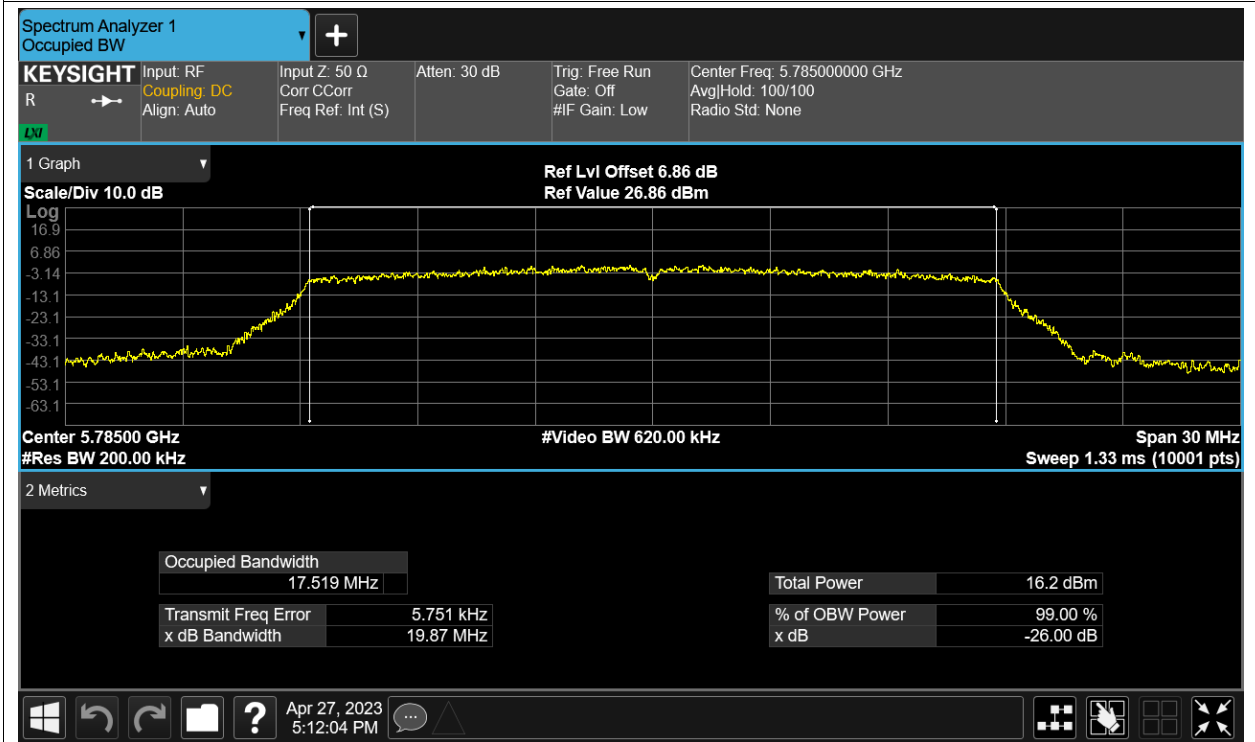 Spectrum Analyzer 1
Occupied BW
KEYSIGHT
R
LXI
Input: RF
Coupling: DC
Align: Auto
Input Z: 50 Ω
Corr CCorr
Freq Ref: Int (S)
Atten: 30 dB
Trig: Free Run
Gate: Off
#IF Gain: Low
Center Freq: 5.785000000 GHz
Avg|Hold: 100/100
Radio Std: None
1 Graph
Scale/Div 10.0 dB
Ref Lvl Offset 6.86 dB
Ref Value 26.86 dBm
Log
16.9
6.86
-3.14
-13.1
-23.1
-33.1
-43.1
-53.1
-63.1
Center 5.78500 GHz
#Video BW 620.00 kHz
Span 30 MHz
#Res BW 200.00 kHz
Sweep 1.33 ms (10001 pts)
2 Metrics
Occupied Bandwidth
17.519 MHz
Total Power 16.2 dBm
Transmit Freq Error 5.751 kHz
% of OBW Power 99.00 %
x dB Bandwidth 19.87 MHz
x dB -26.00 dB
?
Apr 27, 2023
5:12:04 PM